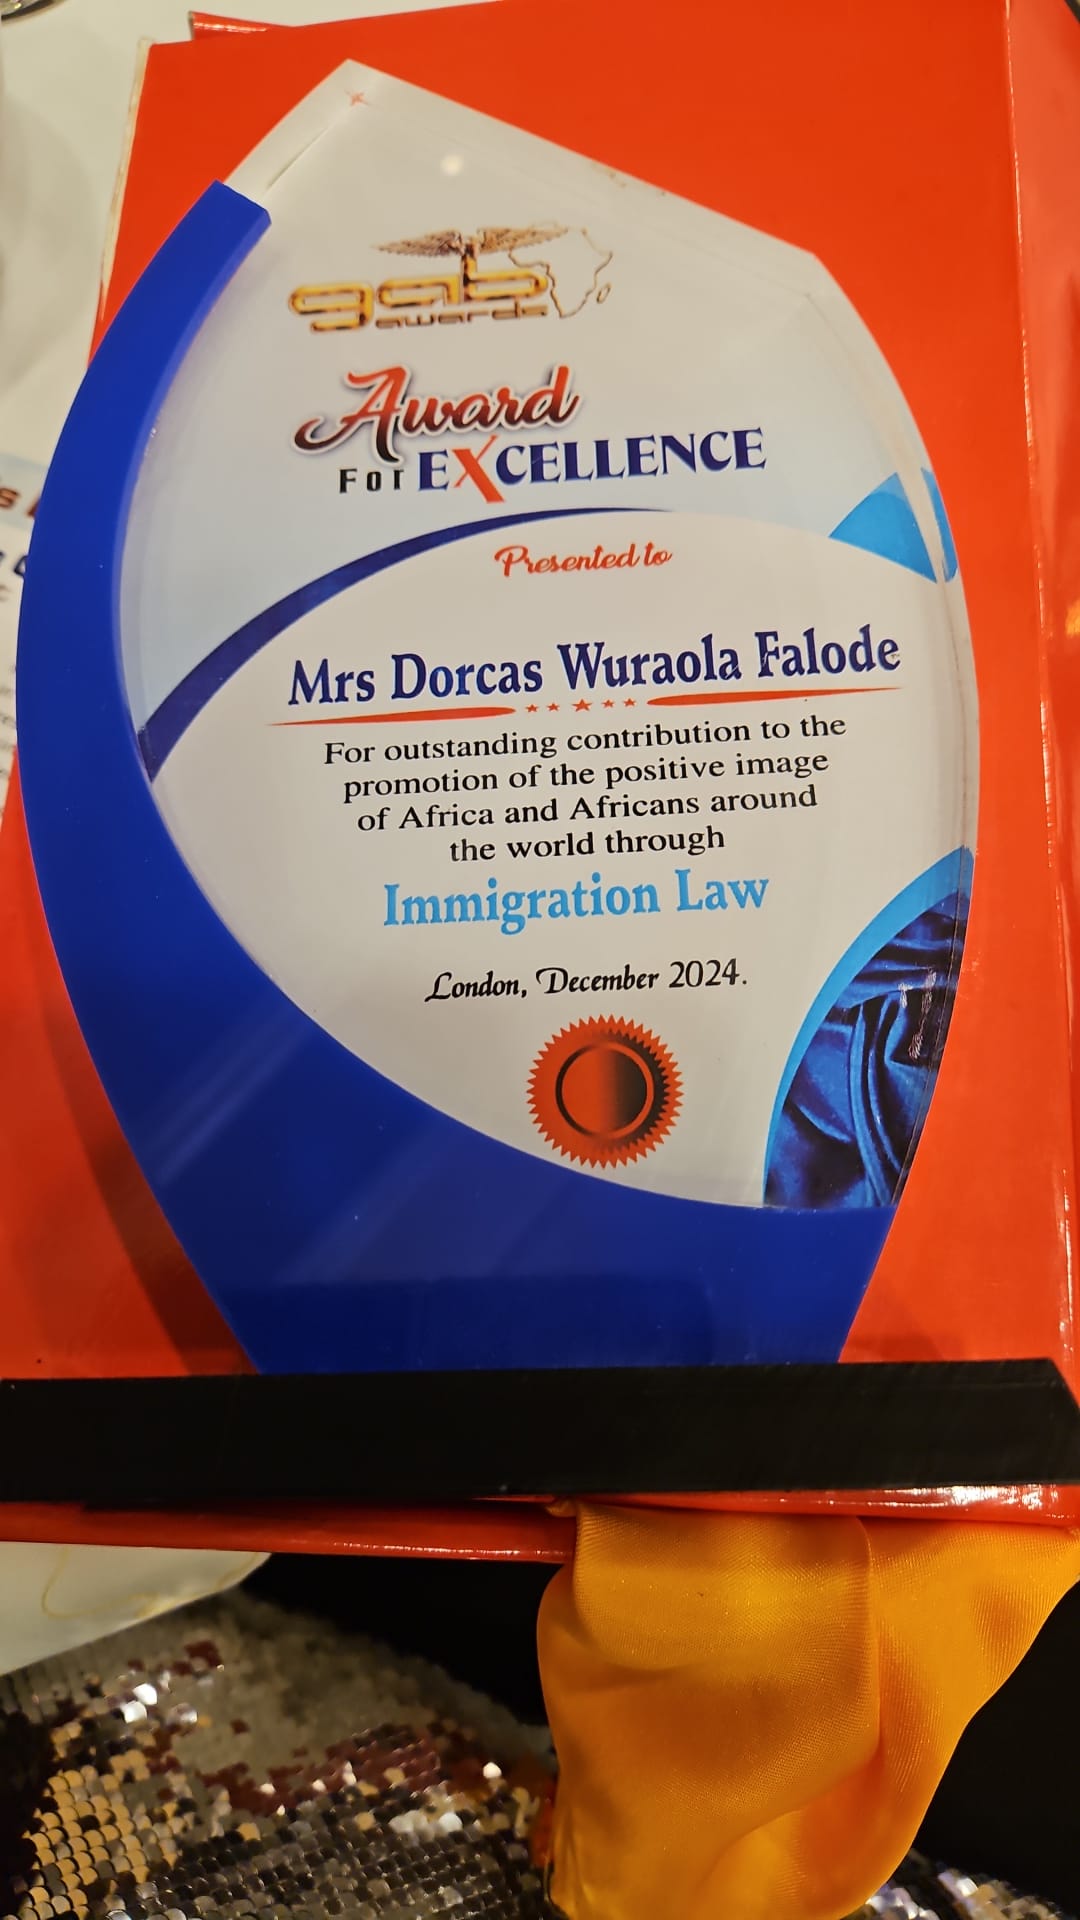 gab
awards
Award
For EXCELLENCE
Presented to
Mrs Dorcas Wuraola Falode
For outstanding contribution to the
promotion of the positive image
of Africa and Africans around
the world through
Immigration Law
London, December 2024.